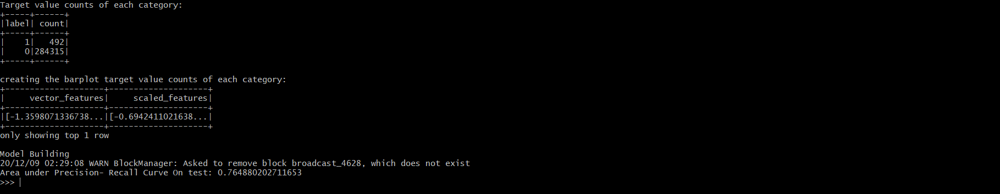 Target value counts of each category:
+-----+------+
|label| count|
+-----+------+
|    1|   492|
|    0|284315|
+-----+------+
creating the barplot target value counts of each category:
+--------------------+--------------------+
|     vector_features|     scaled_features|
+--------------------+--------------------+
|[-1.3598071336738...|[-0.6942411021638...|
+--------------------+--------------------+
only showing top 1 row
Model Building
20/12/09 02:29:08 WARN BlockManager: Asked to remove block broadcast_4628, which does not exist
Area under Precision- Recall Curve On test: 0.764880202711653
>>>